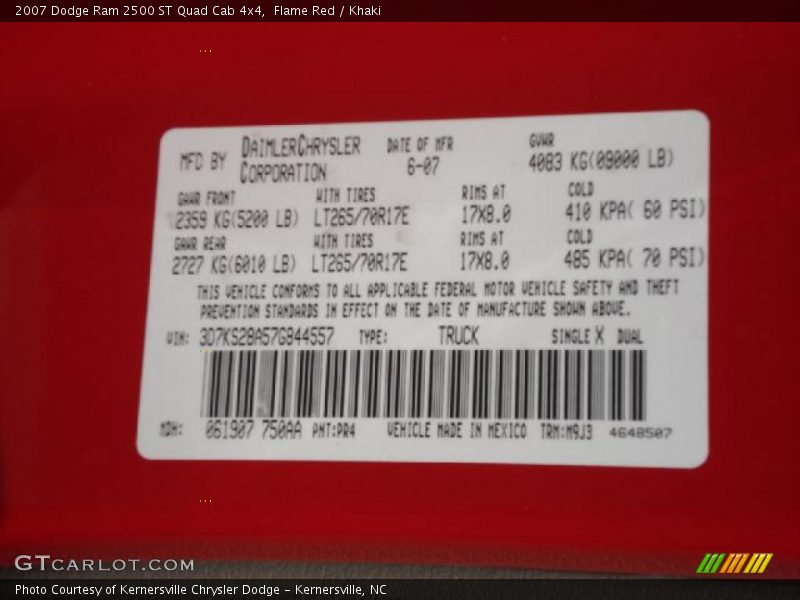 2007 Dodge Ram 2500 ST Quad Cab 4x4, Flame Red / Khaki
MFD BY DAIMLERCHRYSLER CORPORATION DATE OF MFR 6-07 GVWR 4083 KG(09000 LB)
GAWR FRONT WITH TIRES RIMS AT COLD
2359 KG(5200 LB) LT265/70R17E 17X8.0 410 KPA( 60 PSI)
GAWR REAR WITH TIRES RIMS AT COLD
2727 KG(6010 LB) LT265/70R17E 17X8.0 485 KPA( 70 PSI)
THIS VEHICLE CONFORMS TO ALL APPLICABLE FEDERAL MOTOR VEHICLE SAFETY AND THEFT
PREVENTION STANDARDS IN EFFECT ON THE DATE OF MANUFACTURE SHOWN ABOVE.
VIN: 3D7KS28A57G844557 TYPE: TRUCK SINGLE X DUAL
MDH: 061907 750AA PNT:PR4 VEHICLE MADE IN MEXICO TRM:M9J3 4648507
GTCARLOT.COM
Photo Courtesy of Kernersville Chrysler Dodge – Kernersville, NC